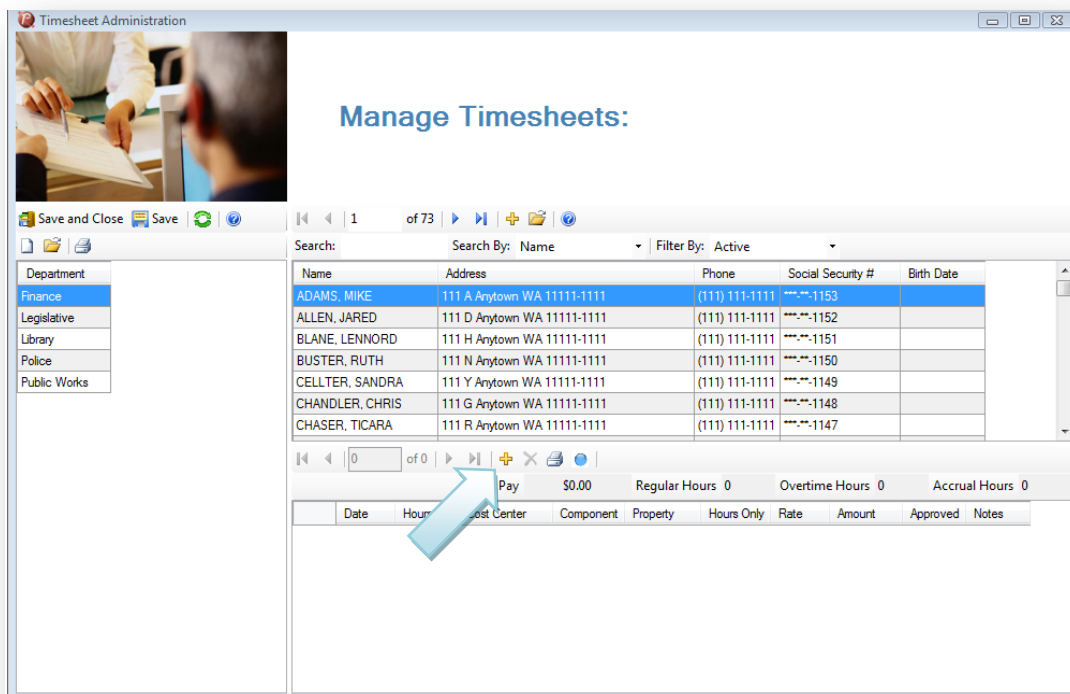 Timesheet Administration
Manage Timesheets:
Save and Close Save
1 of 73
Search: Search By: Name Filter By: Active
Department
Finance
Legislative
Library
Police
Public Works
Name Address Phone Social Security # Birth Date
ADAMS, MIKE 111 A Anytown WA 11111-1111 (111) 111-1111 ***-**-1153
ALLEN, JARED 111 D Anytown WA 11111-1111 (111) 111-1111 ***-**-1152
BLANE, LENNORD 111 H Anytown WA 11111-1111 (111) 111-1111 ***-**-1151
BUSTER, RUTH 111 N Anytown WA 11111-1111 (111) 111-1111 ***-**-1150
CELLTER, SANDRA 111 Y Anytown WA 11111-1111 (111) 111-1111 ***-**-1149
CHANDLER, CHRIS 111 G Anytown WA 11111-1111 (111) 111-1111 ***-**-1148
CHASER, TICARA 111 R Anytown WA 11111-1111 (111) 111-1111 ***-**-1147
0 of 0
Pay $0.00 Regular Hours 0 Overtime Hours 0 Accrual Hours 0
Date Center Component Property Hours Only Rate Amount Approved Notes